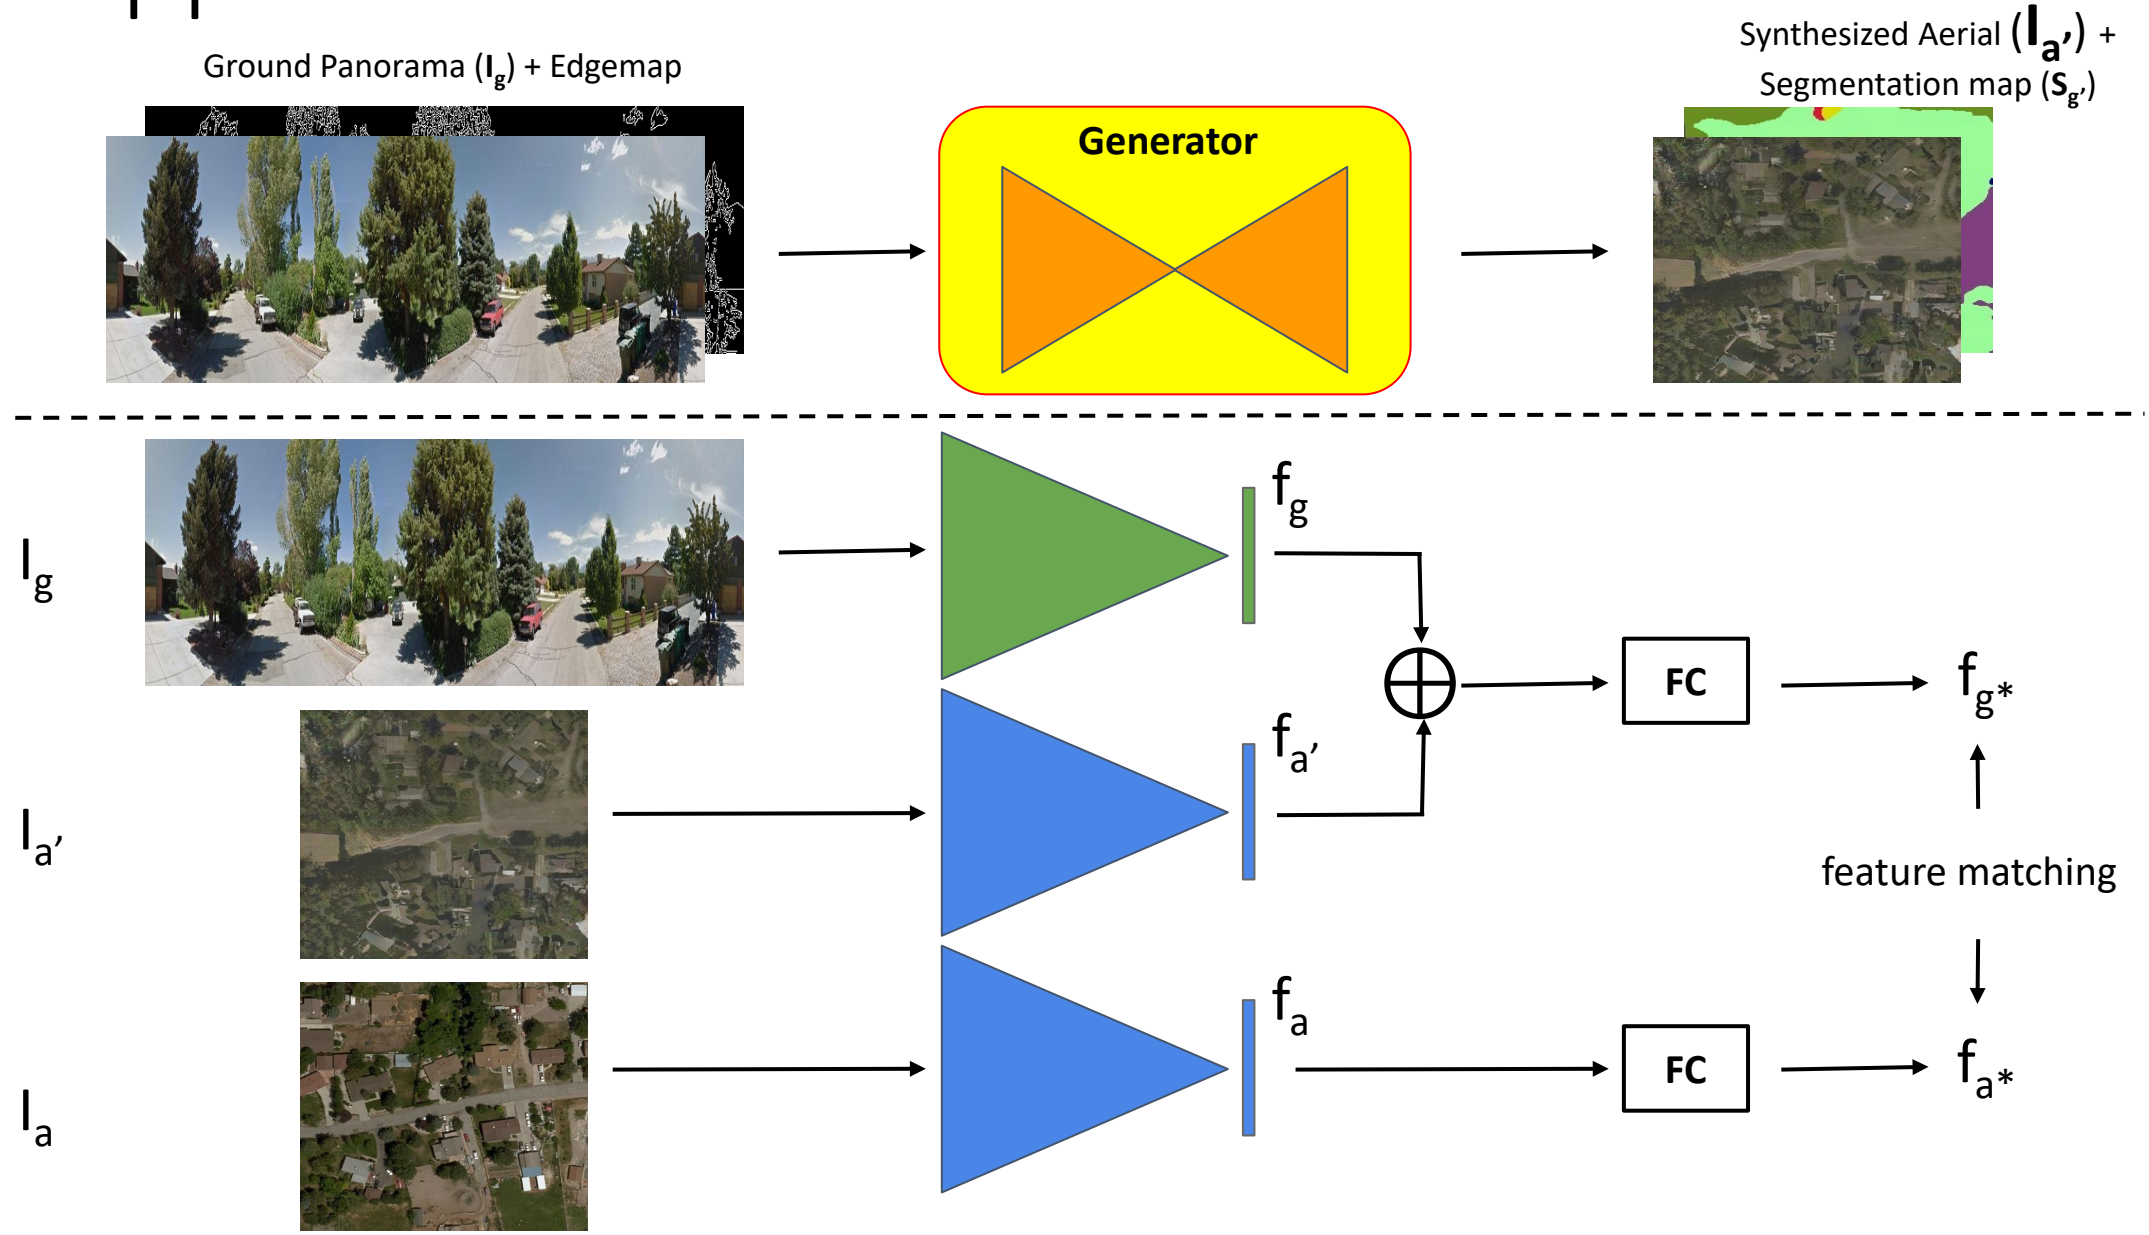 Ground Panorama (Ig) + Edgemap
Synthesized Aerial (Ia') +
Segmentation map (Sg')
Generator
Ig
fg
FC
fg*
Ia'
fa'
feature matching
Ia
fa
FC
fa*